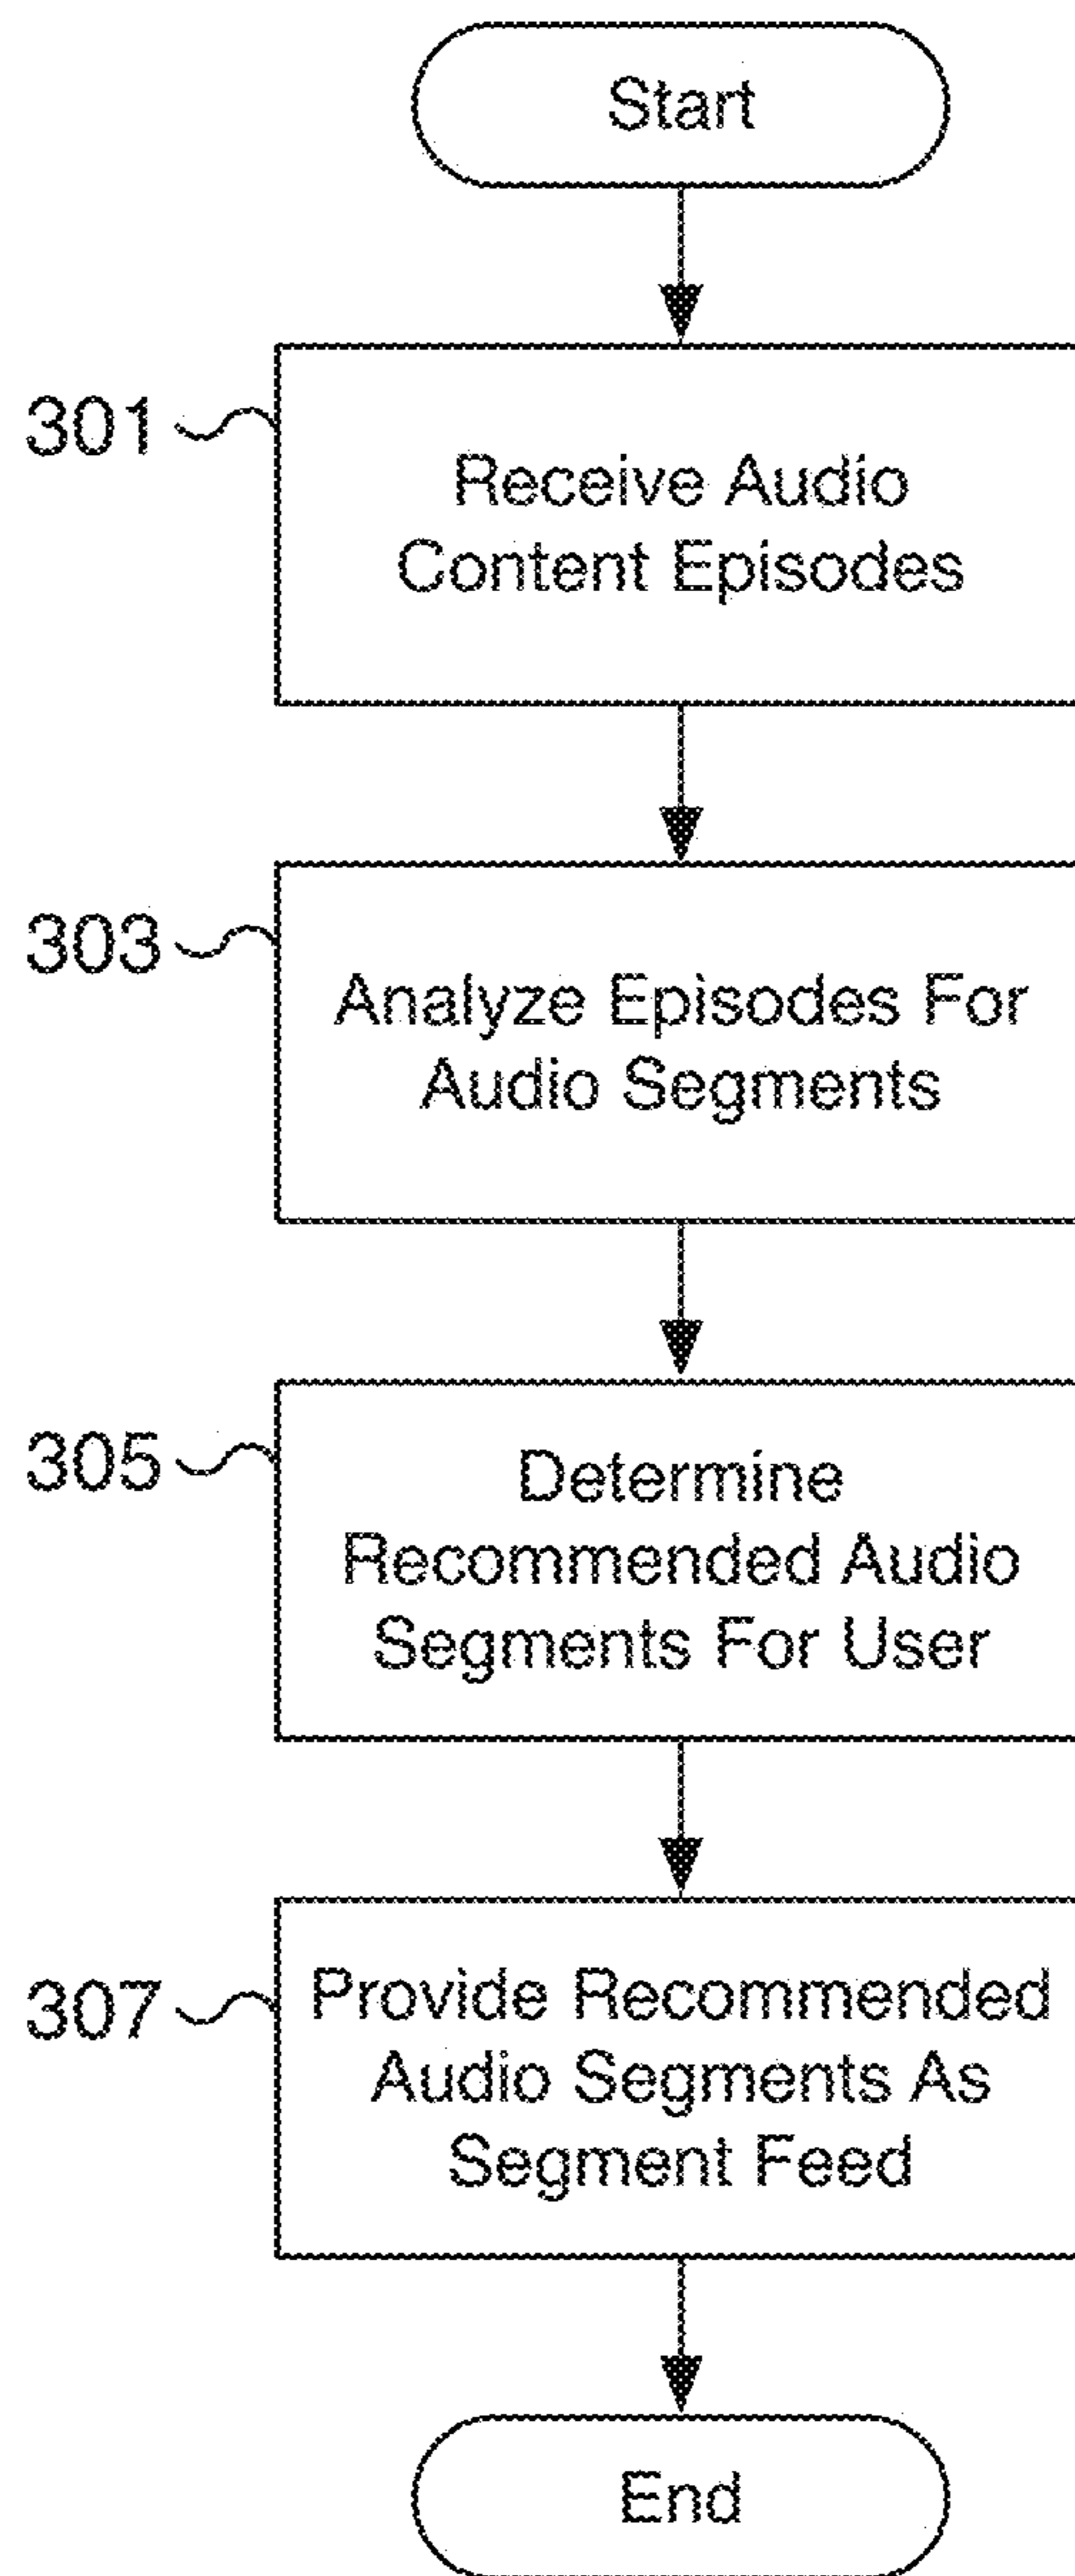 Start
301
Receive Audio
Content Episodes
303
Analyze Episodes For
Audio Segments
305
Determine
Recommended Audio
Segments For User
307
Provide Recommended
Audio Segments As
Segment Feed
End